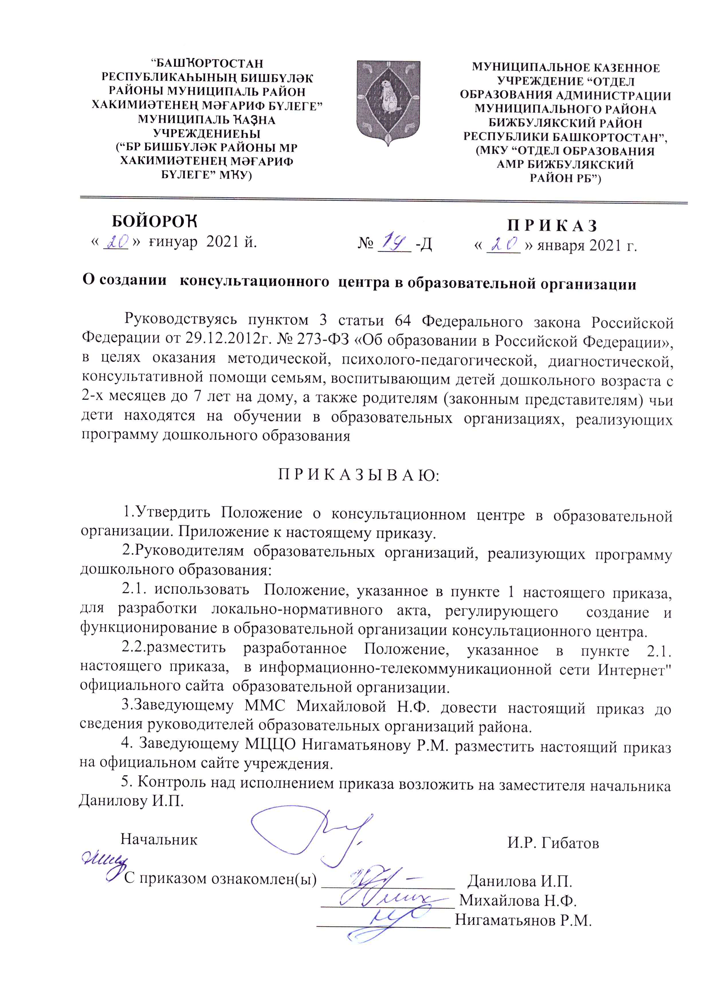 “БАШҠОРТОСТАН
РЕСПУБЛИКАҺЫНЫҢ БИШБҮЛӘК
РАЙОНЫ МУНИЦИПАЛЬ РАЙОН
ХАКИМИӘТЕНЕҢ МӘҒАРИФ БҮЛЕГЕ”
МУНИЦИПАЛЬ ҠАҘНА
УЧРЕЖДЕНИЕҺЫ
(“БР БИШБҮЛӘК РАЙОНЫ МР
ХАКИМИӘТЕНЕҢ МӘҒАРИФ
БҮЛЕГЕ” МҠУ)
МУНИЦИПАЛЬНОЕ КАЗЕННОЕ
УЧРЕЖДЕНИЕ “ОТДЕЛ
ОБРАЗОВАНИЯ АДМИНИСТРАЦИИ
МУНИЦИПАЛЬНОГО РАЙОНА
БИЖБУЛЯКСКИЙ РАЙОН
РЕСПУБЛИКИ БАШКОРТОСТАН”,
(МКУ “ОТДЕЛ ОБРАЗОВАНИЯ
АМР БИЖБУЛЯКСКИЙ
РАЙОН РБ”)
БОЙОРОҠ
П Р И К А З
« 20 » ғинуар 2021 й. № 19 -Д « 20 » января 2021 г.
О создании консультационного центра в образовательной организации
Руководствуясь пунктом 3 статьи 64 Федерального закона Российской
Федерации от 29.12.2012г. № 273-ФЗ «Об образовании в Российской Федерации»,
в целях оказания методической, психолого-педагогической, диагностической,
консультативной помощи семьям, воспитывающим детей дошкольного возраста с
2-х месяцев до 7 лет на дому, а также родителям (законным представителям) чьи
дети находятся на обучении в образовательных организациях, реализующих
программу дошкольного образования
П Р И К А З Ы В А Ю:
1.Утвердить Положение о консультационном центре в образовательной
организации. Приложение к настоящему приказу.
2.Руководителям образовательных организаций, реализующих программу
дошкольного образования:
2.1. использовать Положение, указанное в пункте 1 настоящего приказа,
для разработки локально-нормативного акта, регулирующего создание и
функционирование в образовательной организации консультационного центра.
2.2.разместить разработанное Положение, указанное в пункте 2.1.
настоящего приказа, в информационно-телекоммуникационной сети Интернет"
официального сайта образовательной организации.
3.Заведующему ММС Михайловой Н.Ф. довести настоящий приказ до
сведения руководителей образовательных организаций района.
4. Заведующему МЦЦО Нигаматьянову Р.М. разместить настоящий приказ
на официальном сайте учреждения.
5. Контроль над исполнением приказа возложить на заместителя начальника
Данилову И.П.
Начальник И.Р. Гибатов
С приказом ознакомлен(ы) Данилова И.П.
Михайлова Н.Ф.
Нигаматьянов Р.М.